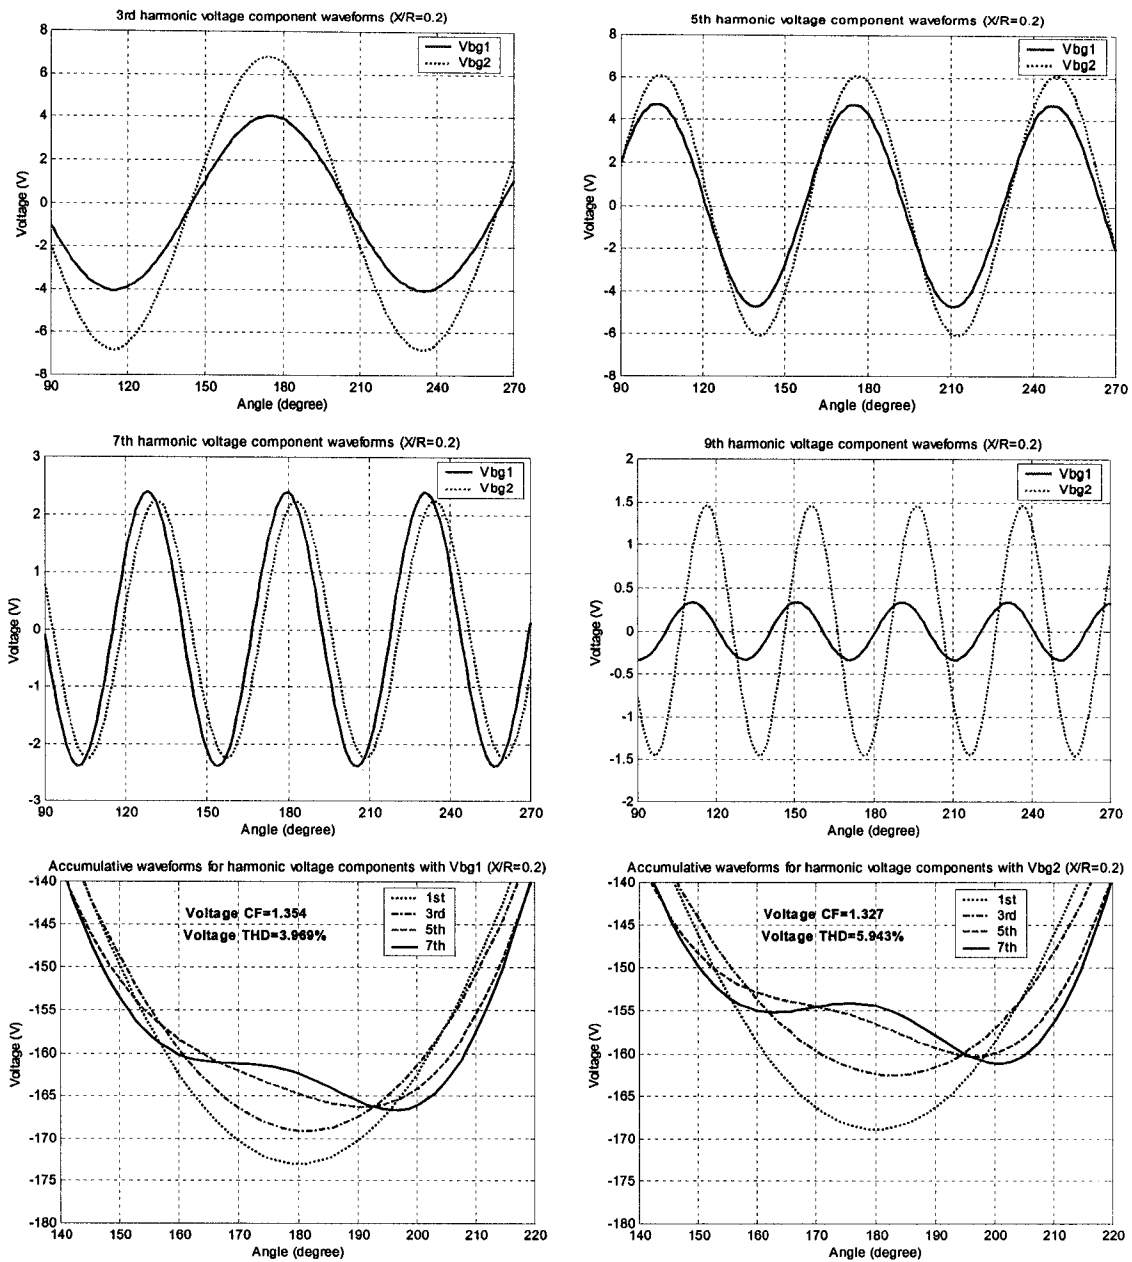 3rd harmonic voltage component waveforms (X/R=0.2)
Vbg1
Vbg2
8
6
4
2
0
-2
-4
-6
-8
Voltage (V)
90 120 150 180 210 240 270
Angle (degree)
5th harmonic voltage component waveforms (X/R=0.2)
Vbg1
Vbg2
8
6
4
2
0
-2
-4
-6
-8
Voltage (V)
90 120 150 180 210 240 270
Angle (degree)
7th harmonic voltage component waveforms (X/R=0.2)
Vbg1
Vbg2
3
2
1
0
-1
-2
-3
Voltage (V)
90 120 150 180 210 240 270
Angle (degree)
9th harmonic voltage component waveforms (X/R=0.2)
Vbg1
Vbg2
2
1.5
1
0.5
0
-0.5
-1
-1.5
-2
Voltage (V)
90 120 150 180 210 240 270
Angle (degree)
Accumulative waveforms for harmonic voltage components with Vbg1 (X/R=0.2)
Voltage CF=1.354
Voltage THD=3.969%
1st
3rd
5th
7th
-140
-145
-150
-155
-160
-165
-170
-175
-180
Voltage (V)
140 150 160 170 180 190 200 210 220
Angle (degree)
Accumulative waveforms for harmonic voltage components with Vbg2 (X/R=0.2)
Voltage CF=1.327
Voltage THD=5.943%
1st
3rd
5th
7th
-140
-145
-150
-155
-160
-165
-170
-175
-180
Voltage (V)
140 150 160 170 180 190 200 210 220
Angle (degree)